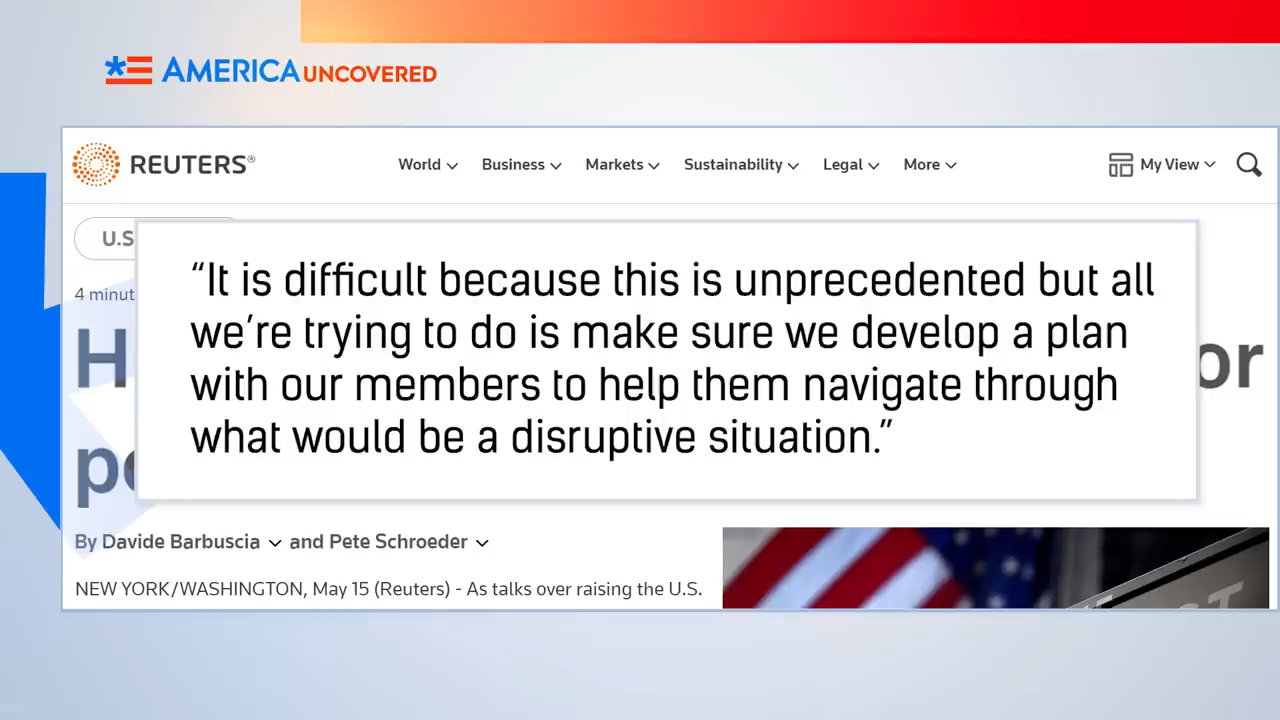 AMERICA UNCOVERED
REUTERS®
World Business Markets Sustainability Legal More My View
U.S
“It is difficult because this is unprecedented but all
we’re trying to do is make sure we develop a plan
with our members to help them navigate through
what would be a disruptive situation.”
4 minut
H or
po
By Davide Barbuscia and Pete Schroeder
NEW YORK/WASHINGTON, May 15 (Reuters) - As talks over raising the U.S.